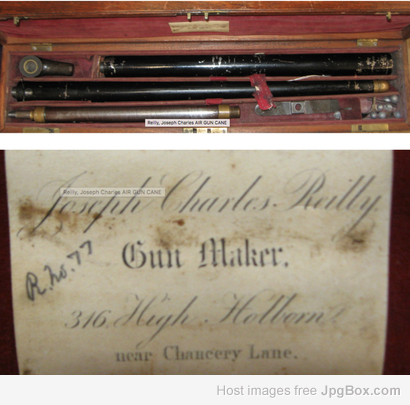 Reilly, Joseph Charles AIR GUN CANE
Reilly, Joseph Charles AIR GUN CANE
Joseph Charles Reilly
Gun Maker,
R.No.77
316, High Holborn
near Chancery Lane.
Host images free JpgBox.com